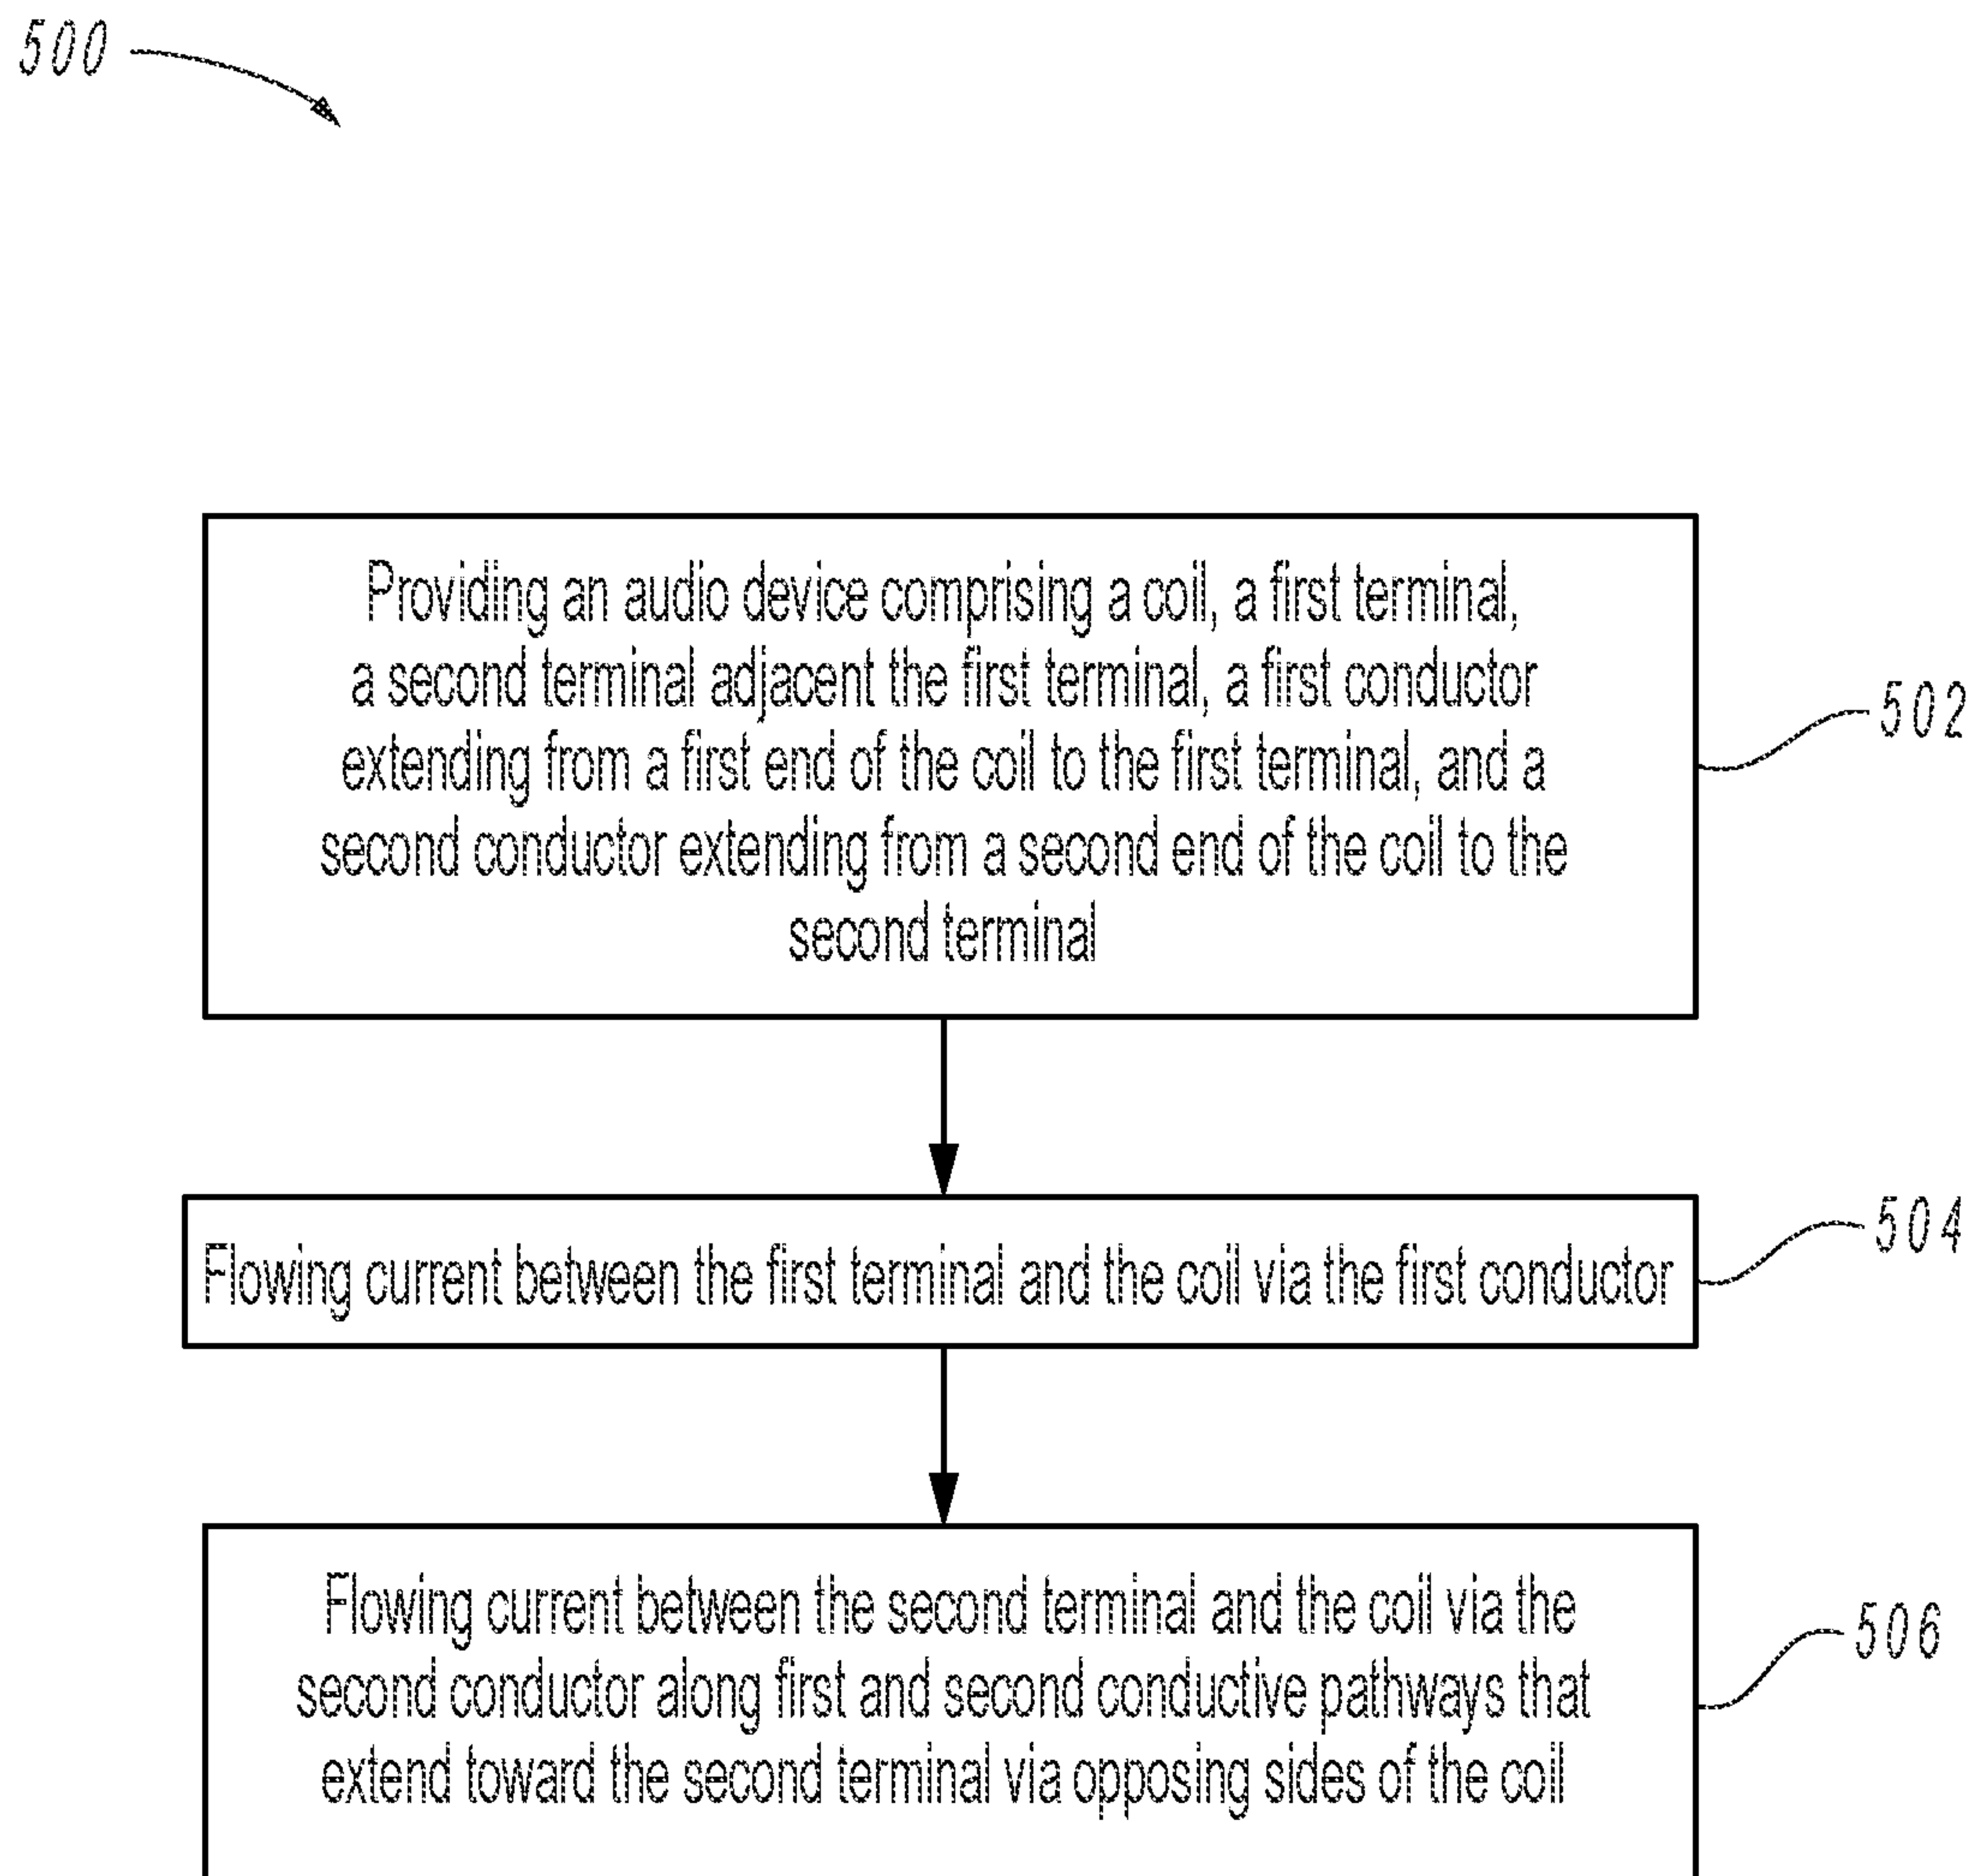 500
Providing an audio device comprising a coil, a first terminal,
a second terminal adjacent the first terminal, a first conductor
extending from a first end of the coil to the first terminal, and a
second conductor extending from a second end of the coil to the
second terminal
502
Flowing current between the first terminal and the coil via the first conductor
504
Flowing current between the second terminal and the coil via the
second conductor along first and second conductive pathways that
extend toward the second terminal via opposing sides of the coil
506